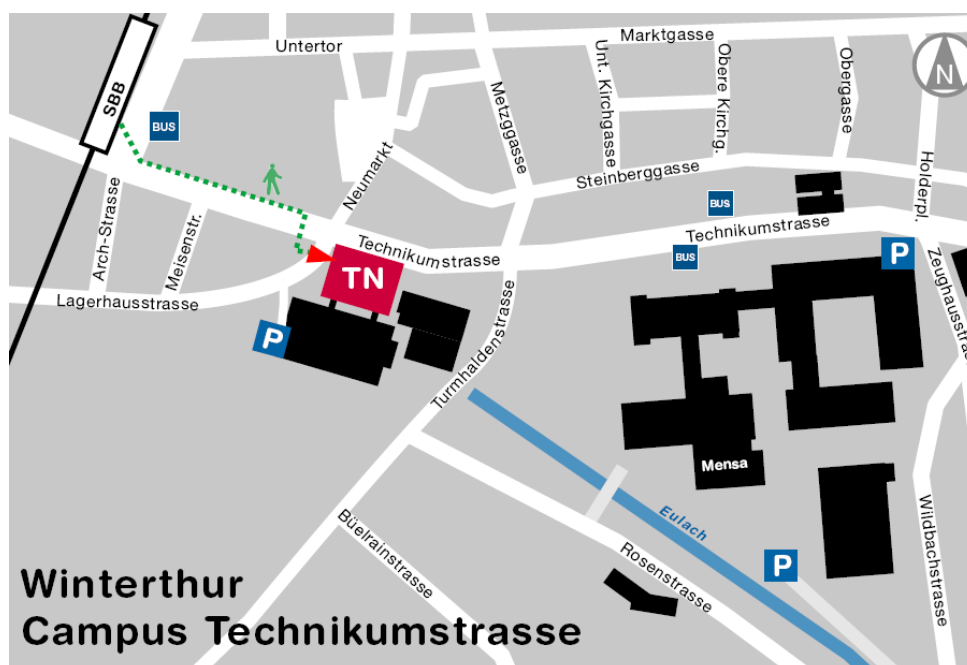 Untertor
Marktgasse
N
SBB
BUS
Metzggasse
Unt. Kirchgasse
Obere Kirchg.
Obergasse
Holderpl.
Neumarkt
Steinberggasse
BUS
Technikumstrasse
BUS
P
Arch-Strasse
Meisenstr.
Technikumstrasse
TN
Lagerhausstrasse
P
Turmhaldenstrasse
Zeughausstra
Mensa
Eulach
Wildbachstrasse
Büelrainstrasse
Rosenstrasse
P
Winterthur
Campus Technikumstrasse